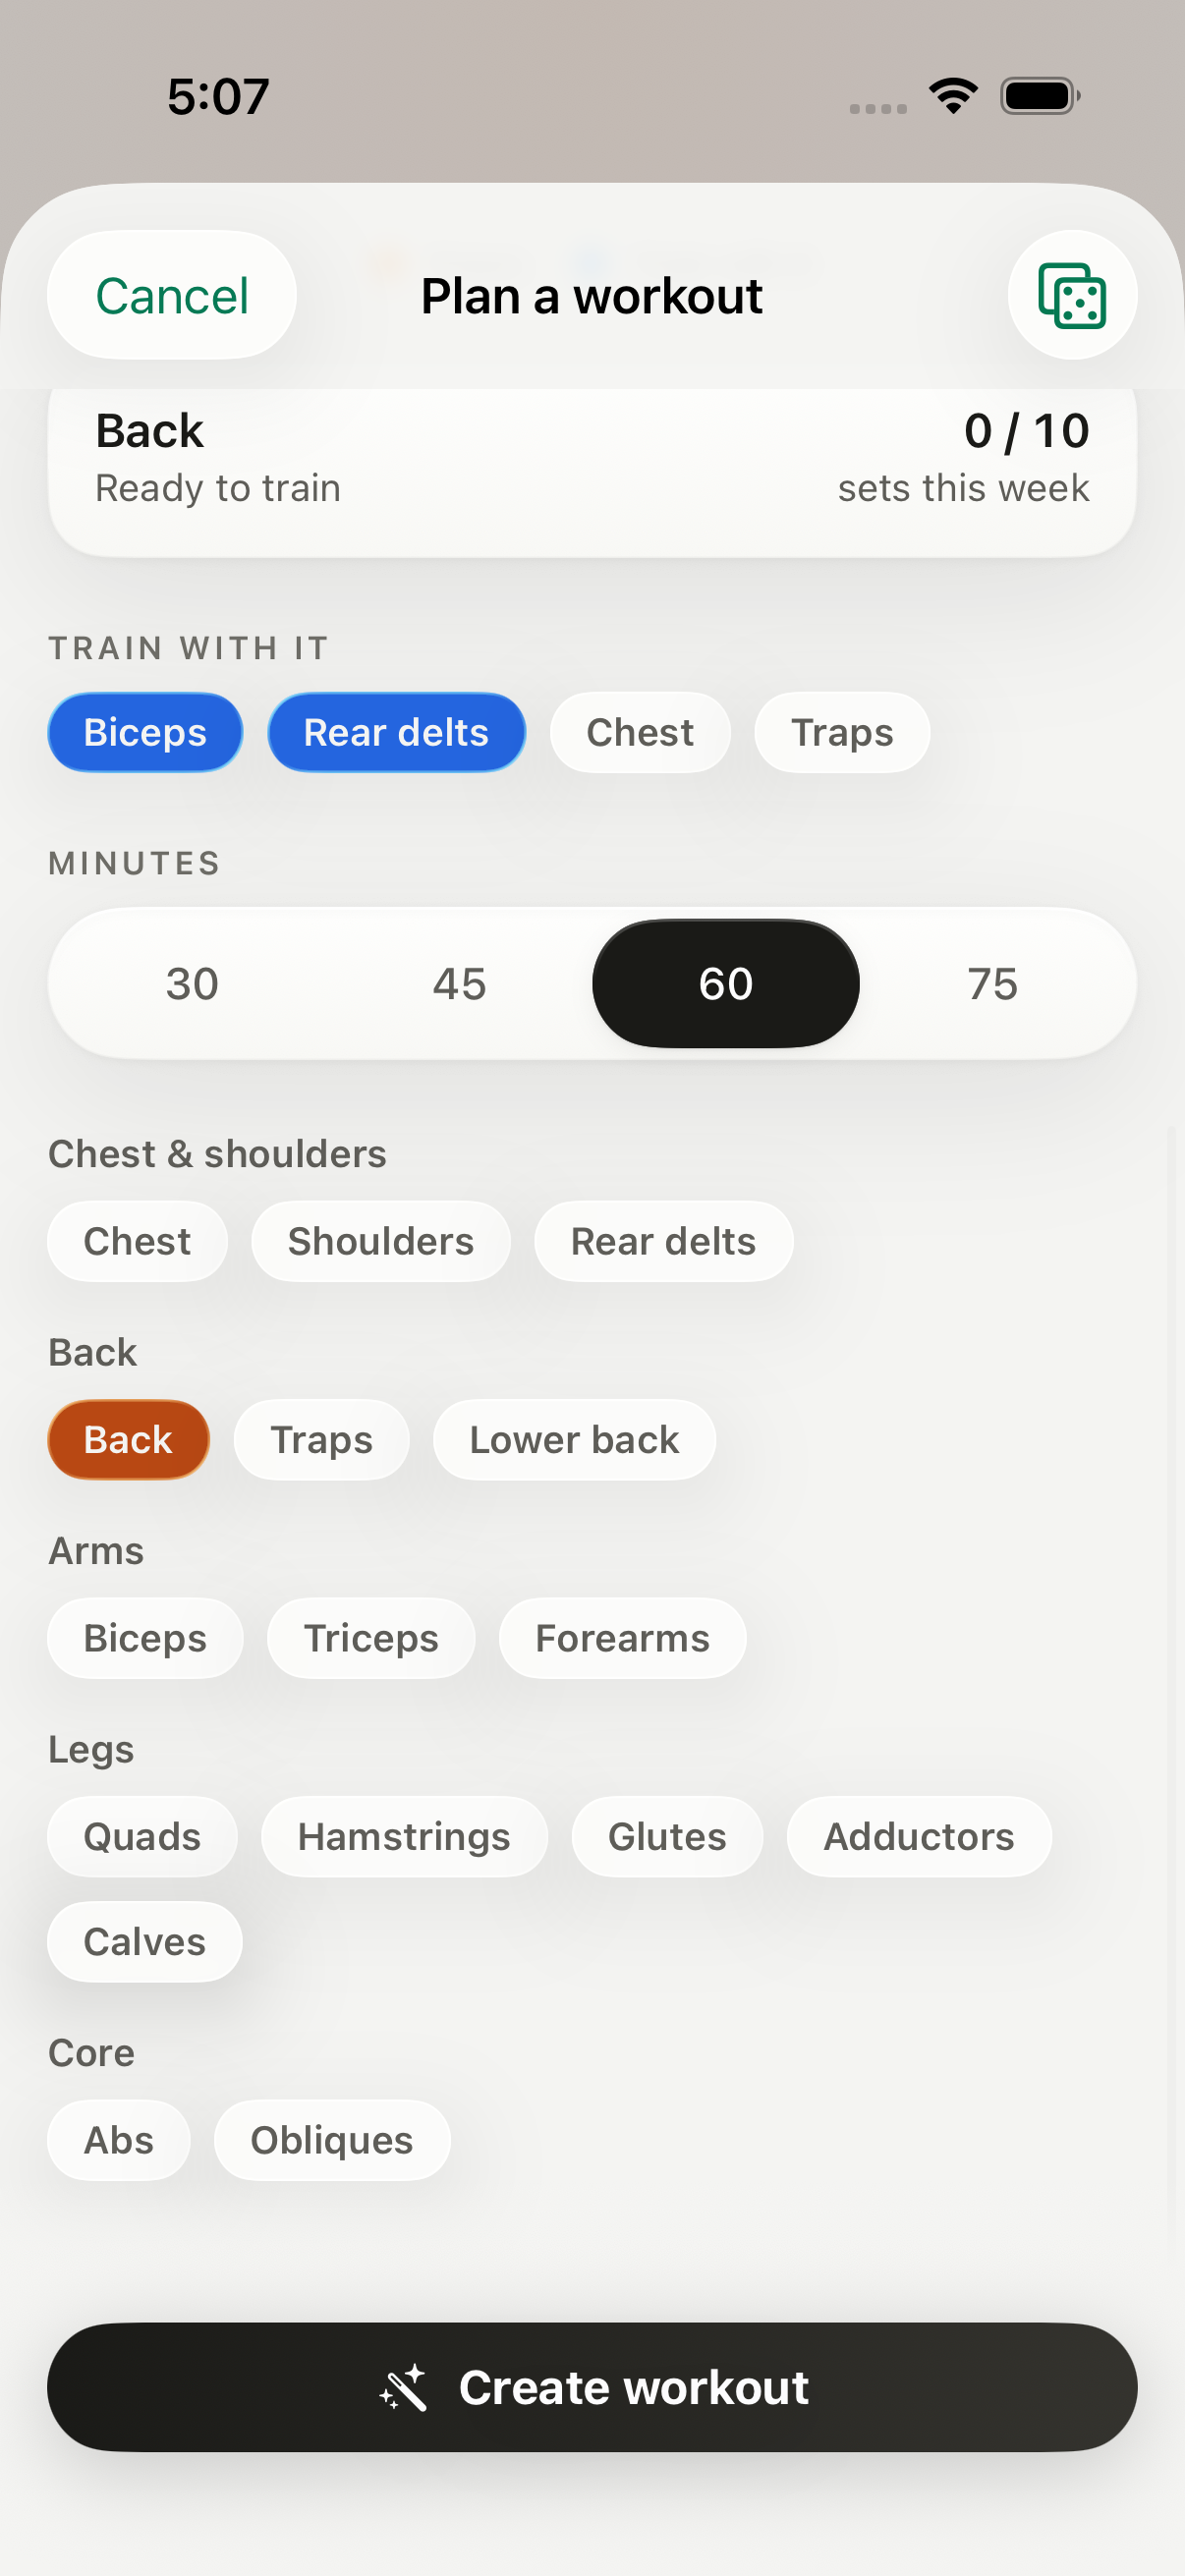 5:07
Cancel
Plan a workout
Back
0 / 10
Ready to train
sets this week
TRAIN WITH IT
Biceps Rear delts Chest Traps
MINUTES
30 45 60 75
Chest & shoulders
Chest Shoulders Rear delts
Back
Back Traps Lower back
Arms
Biceps Triceps Forearms
Legs
Quads Hamstrings Glutes Adductors
Calves
Core
Abs Obliques
Create workout